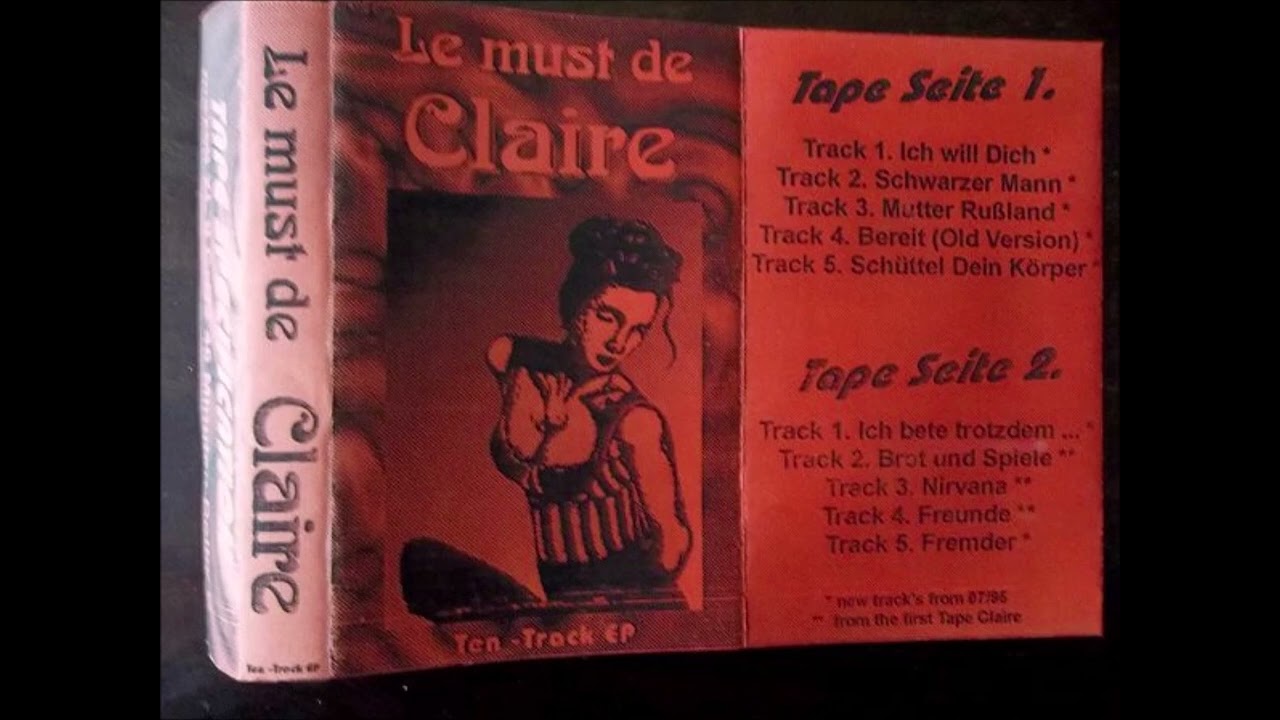 Le must de Claire
Ten -Track EP
Le must de
Claire
Ten -Track EP
Tape Seite 1.
Track 1. Ich will Dich *
Track 2. Schwarzer Mann *
Track 3. Mutter Rußland *
Track 4. Bereit (Old Version) *
Track 5. Schüttel Dein Körper *
Tape Seite 2.
Track 1. Ich bete trotzdem ... *
Track 2. Brot und Spiele **
Track 3. Nirvana **
Track 4. Freunde **
Track 5. Fremder *
* new track's from 07/95
** from the first Tape Claire